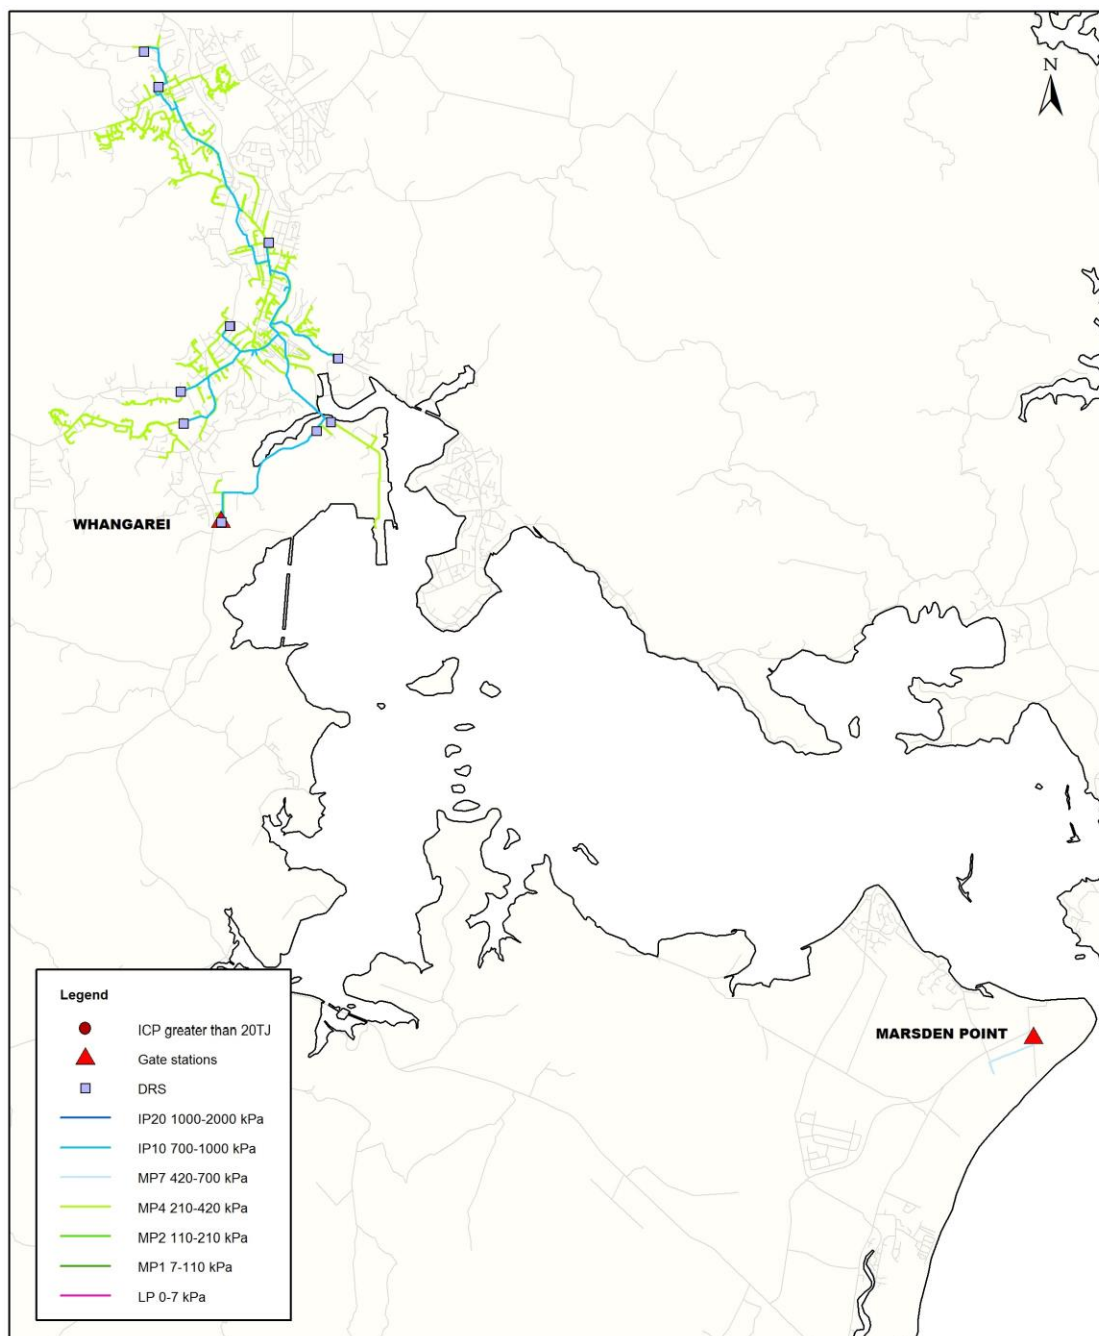 N
WHANGAREI
MARSDEN POINT
Legend
ICP greater than 20TJ
Gate stations
DRS
IP20 1000-2000 kPa
IP10 700-1000 kPa
MP7 420-700 kPa
MP4 210-420 kPa
MP2 110-210 kPa
MP1 7-110 kPa
LP 0-7 kPa